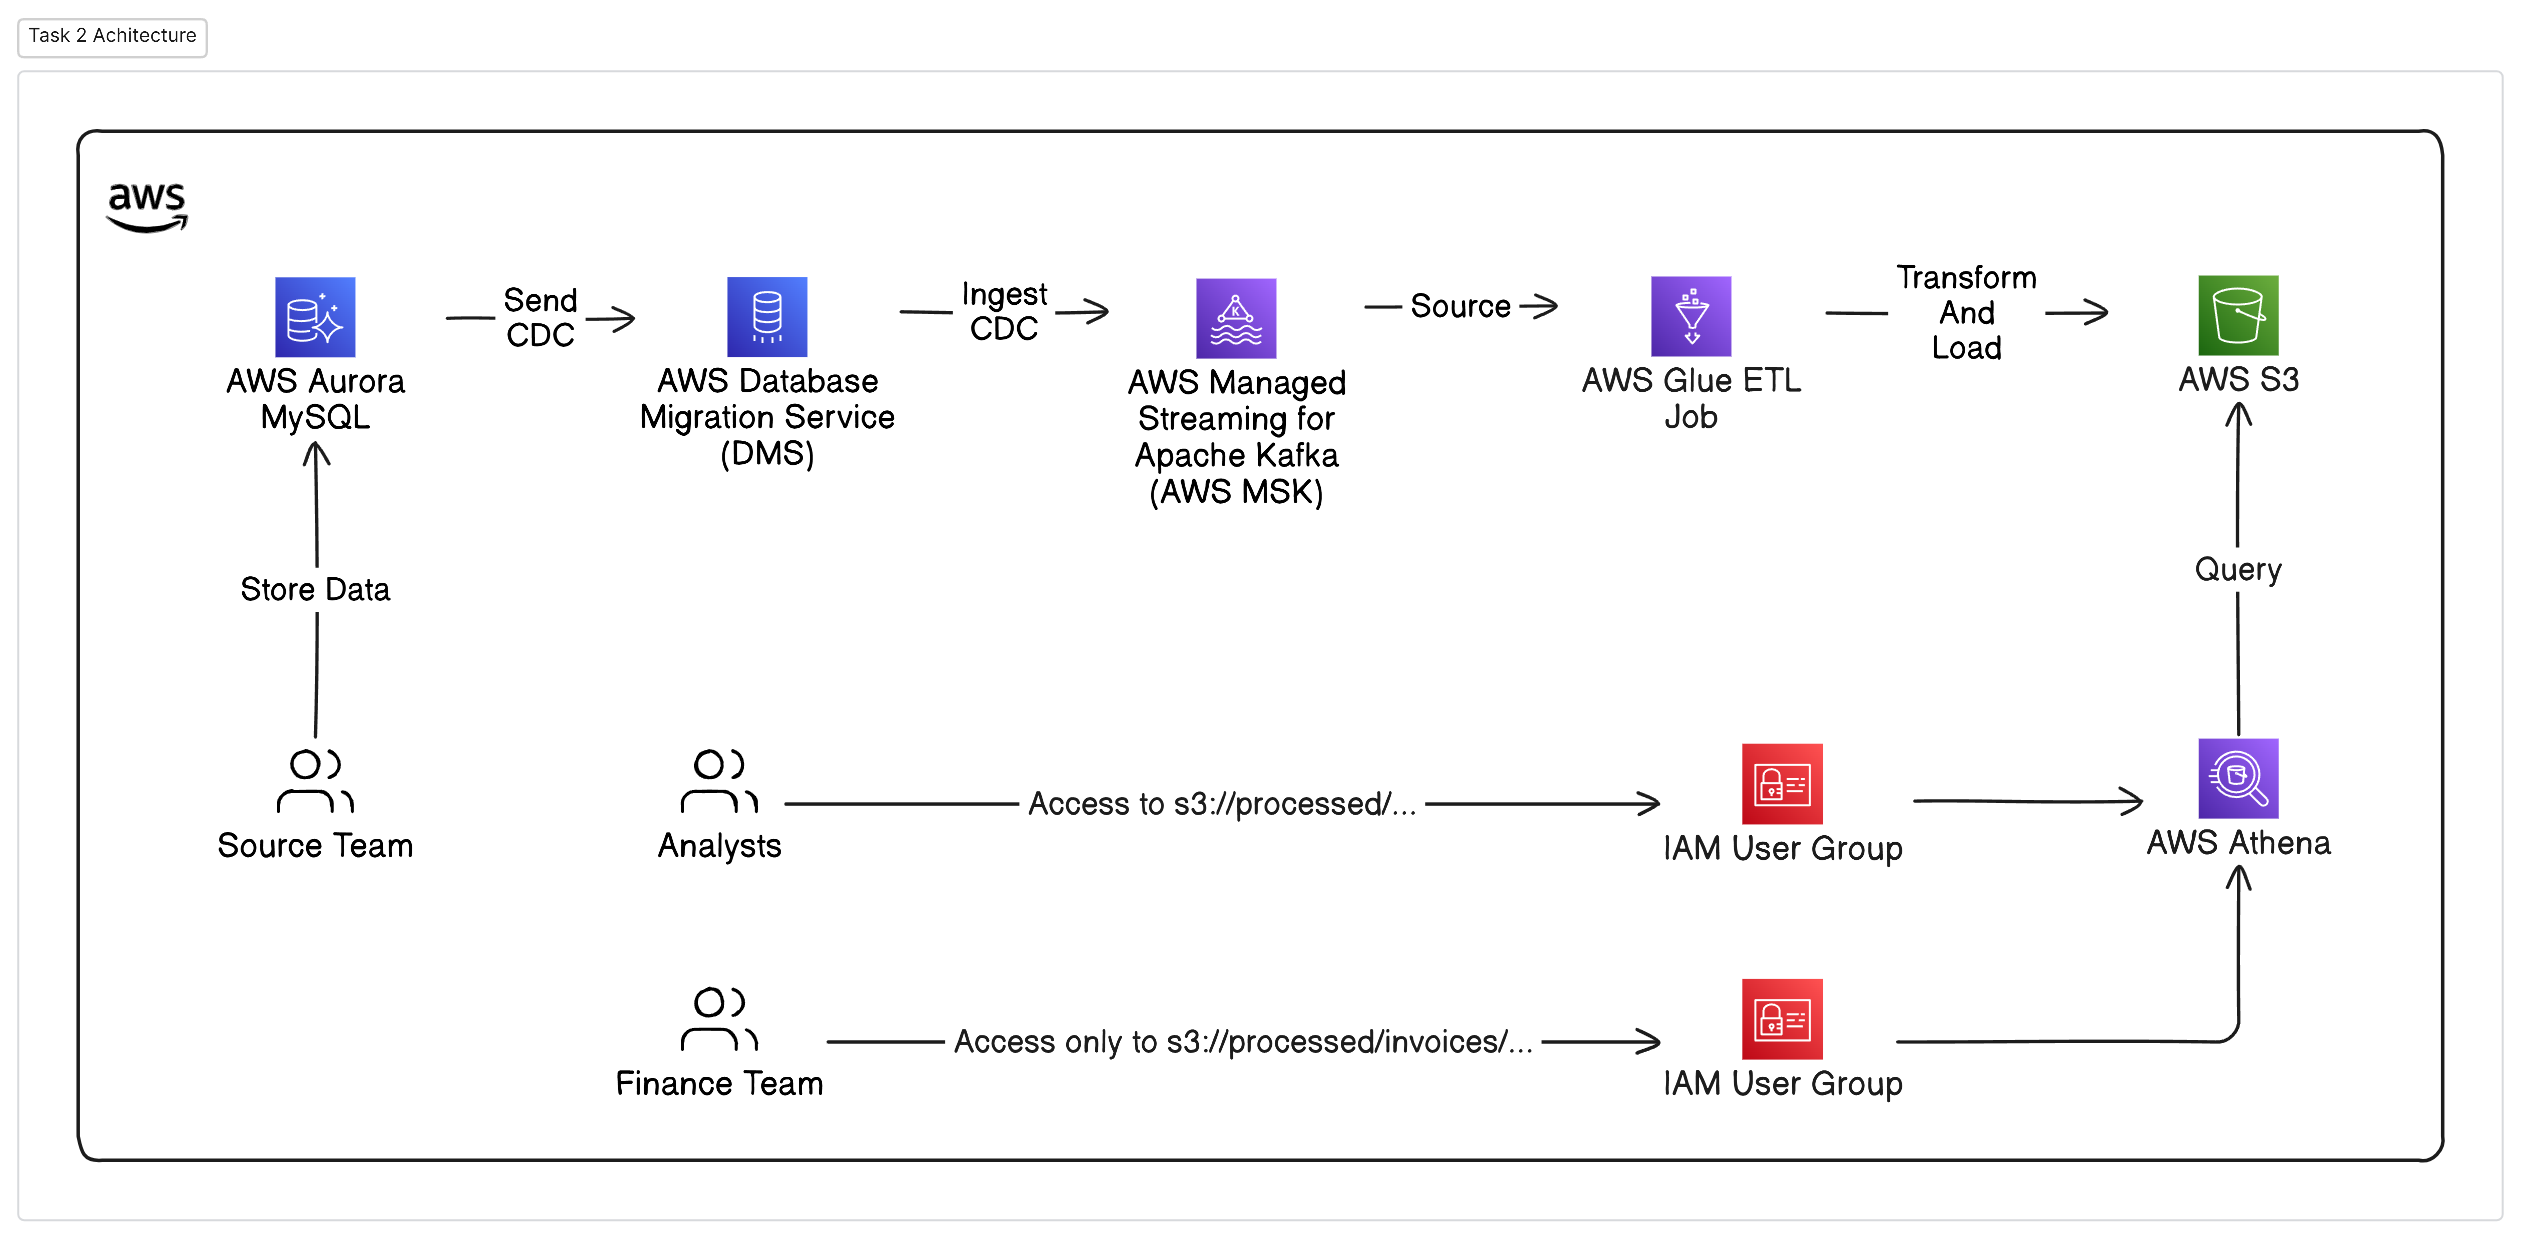 Task 2 Achitecture
aws
AWS Aurora
MySQL
Send
CDC
AWS Database
Migration Service
(DMS)
Ingest
CDC
K
AWS Managed
Streaming for
Apache Kafka
(AWS MSK)
Source
AWS Glue ETL
Job
Transform
And
Load
AWS S3
Store Data
Query
Source Team
Analysts
Access to s3://processed/...
IAM User Group
AWS Athena
Finance Team
Access only to s3://processed/invoices/...
IAM User Group